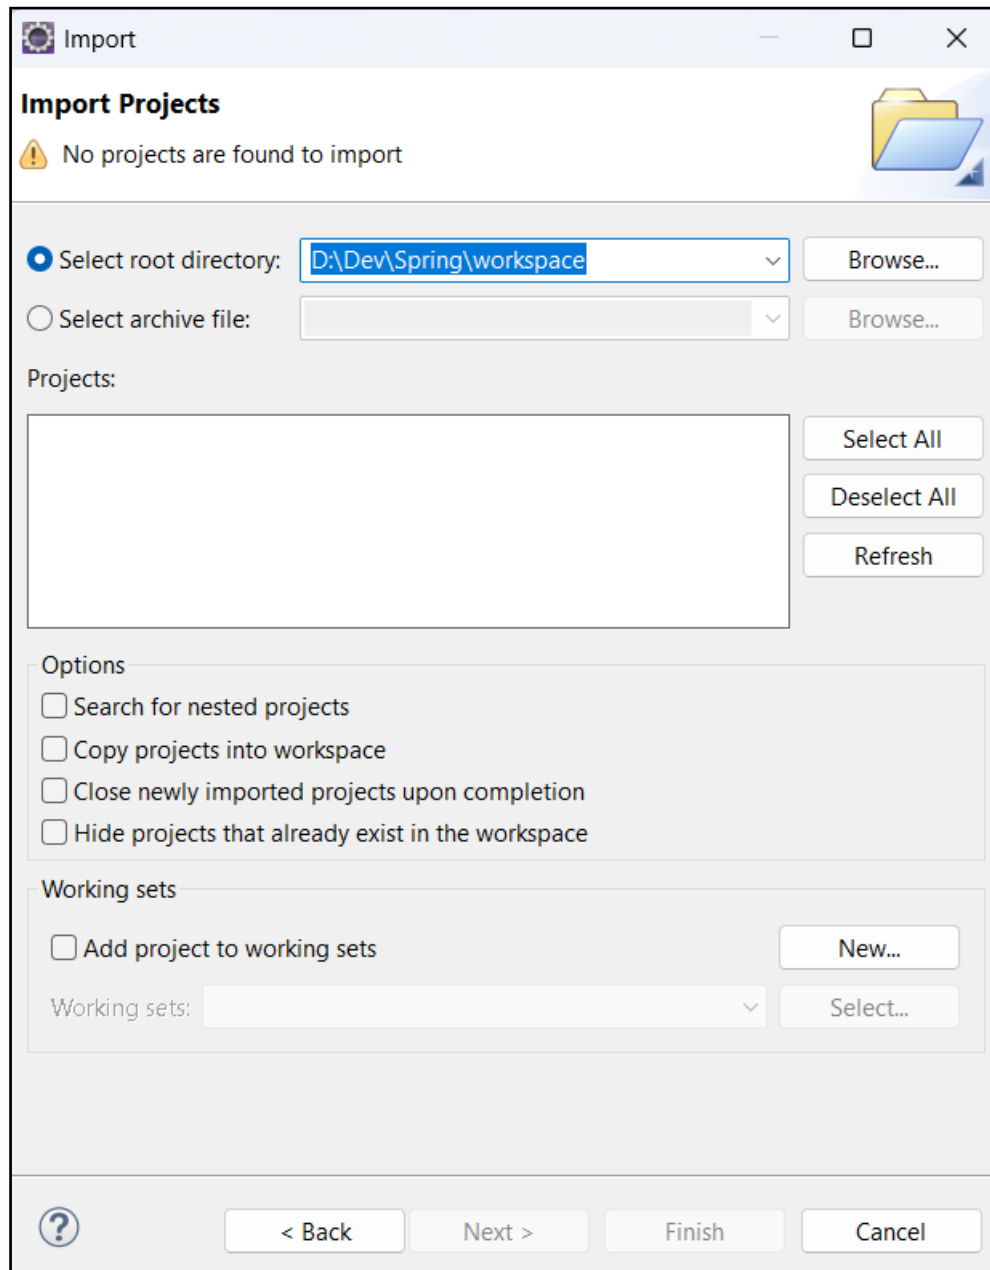 Import
Import Projects
No projects are found to import
Select root directory: D:\Dev\Spring\workspace Browse...
Select archive file: Browse...
Projects:
Select All
Deselect All
Refresh
Options
Search for nested projects
Copy projects into workspace
Close newly imported projects upon completion
Hide projects that already exist in the workspace
Working sets
Add project to working sets New...
Working sets: Select...
? < Back Next > Finish Cancel